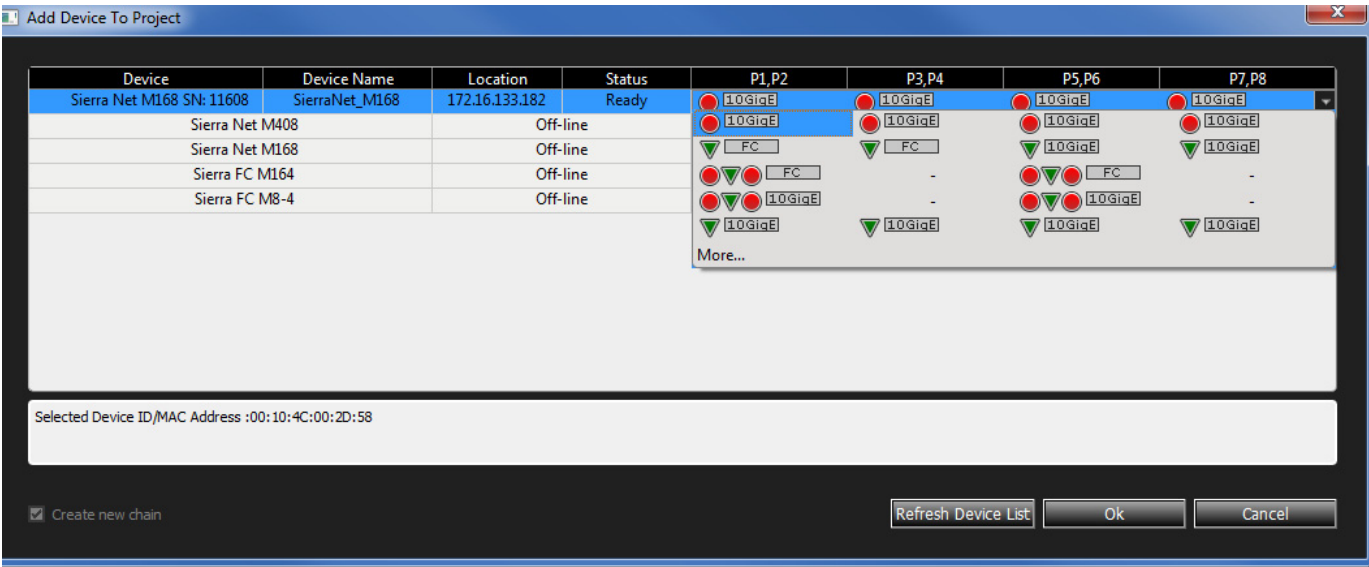 Add Device To Project
Device Device Name Location Status P1,P2 P3,P4 P5,P6 P7,P8
Sierra Net M168 SN: 11608 SierraNet_M168 172.16.133.182 Ready 10GigE 10GigE 10GigE 10GigE
Sierra Net M408 Off-line 10GigE 10GigE 10GigE 10GigE
Sierra Net M168 Off-line FC FC 10GigE 10GigE
Sierra FC M164 Off-line FC - FC -
Sierra FC M8-4 Off-line 10GigE - 10GigE -
10GigE 10GigE 10GigE 10GigE
More...
Selected Device ID/MAC Address :00:10:4C:00:2D:58
Create new chain Refresh Device List Ok Cancel